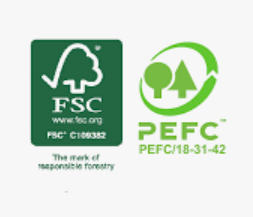 FSC
www.fsc.org
FSC® C109382
The mark of
responsible forestry
PEFC™
PEFC/18-31-42